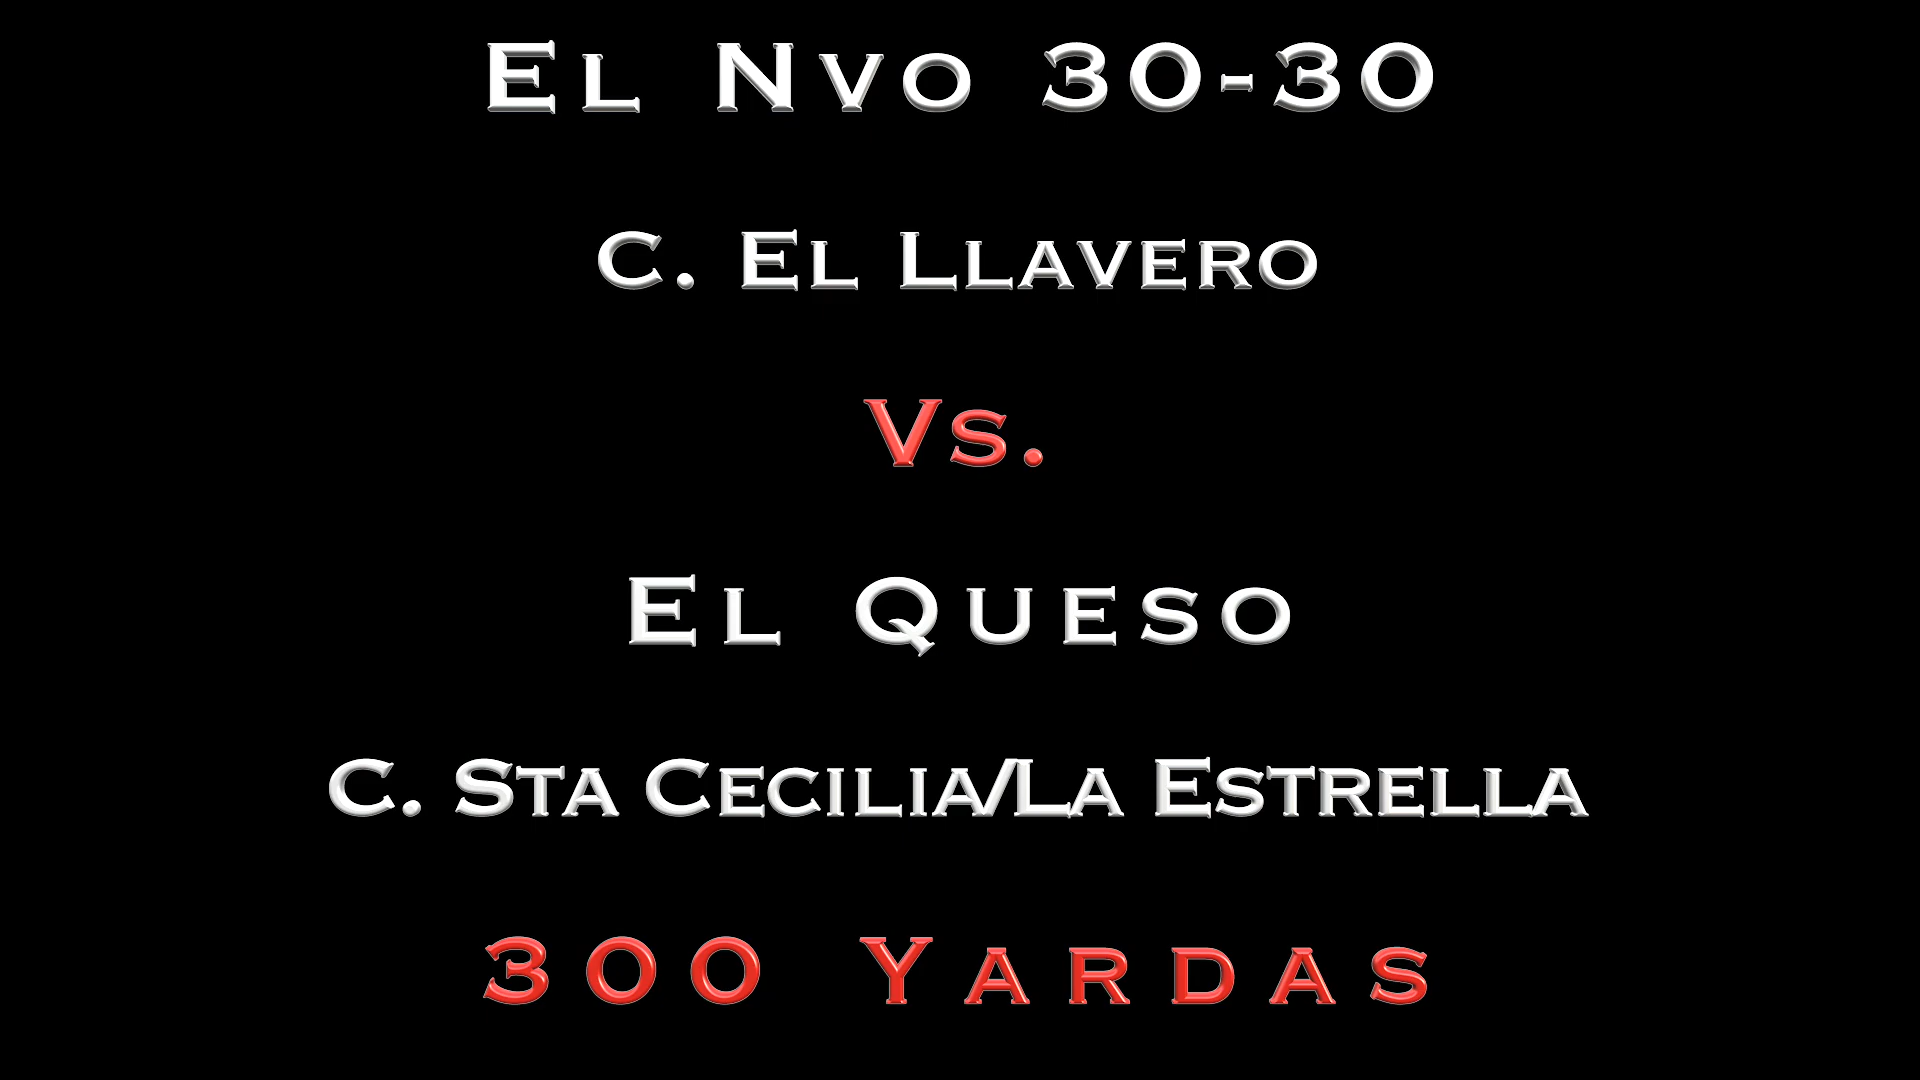 El Nvo 30-30
C. El Llavero
Vs.
El Queso
C. Sta Cecilia/La Estrella
300 Yardas